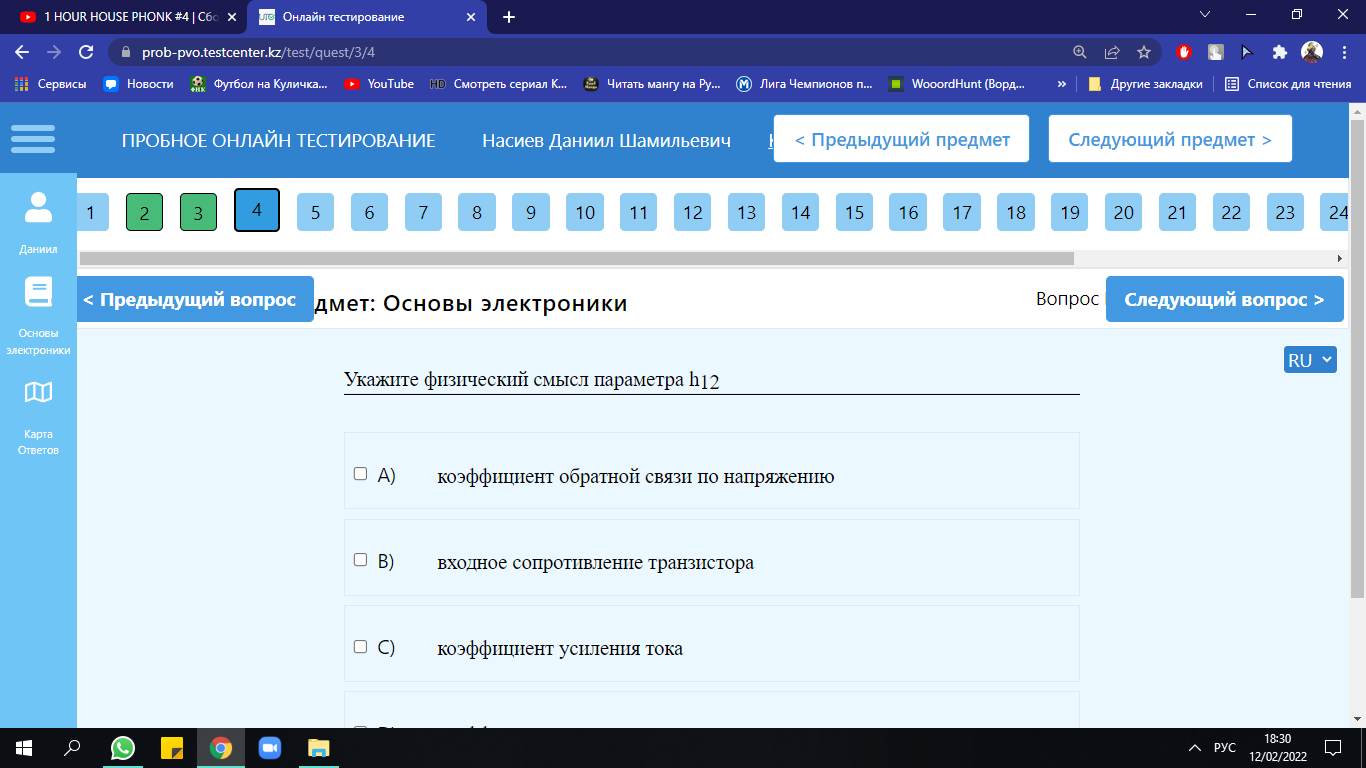 1 HOUR HOUSE PHONK #4 | Сбо
Онлайн тестирование
prob-pvo.testcenter.kz/test/quest/3/4
Сервисы Новости Футбол на Куличка... YouTube HD Смотреть сериал K... Читать мангу на Ру... Лига Чемпионов п... WooordHunt (Ворд... » Другие закладки Список для чтения
ПРОБНОЕ ОНЛАЙН ТЕСТИРОВАНИЕ Насиев Даниил Шамильевич < Предыдущий предмет Следующий предмет >
1 2 3 4 5 6 7 8 9 10 11 12 13 14 15 16 17 18 19 20 21 22 23 24
Даниил
Основы
электроники
Карта
Ответов
< Предыдущий вопрос дмет: Основы электроники Вопрос Следующий вопрос >
RU
Укажите физический смысл параметра h12
A) коэффициент обратной связи по напряжению
B) входное сопротивление транзистора
C) коэффициент усиления тока
РУС
18:30
12/02/2022